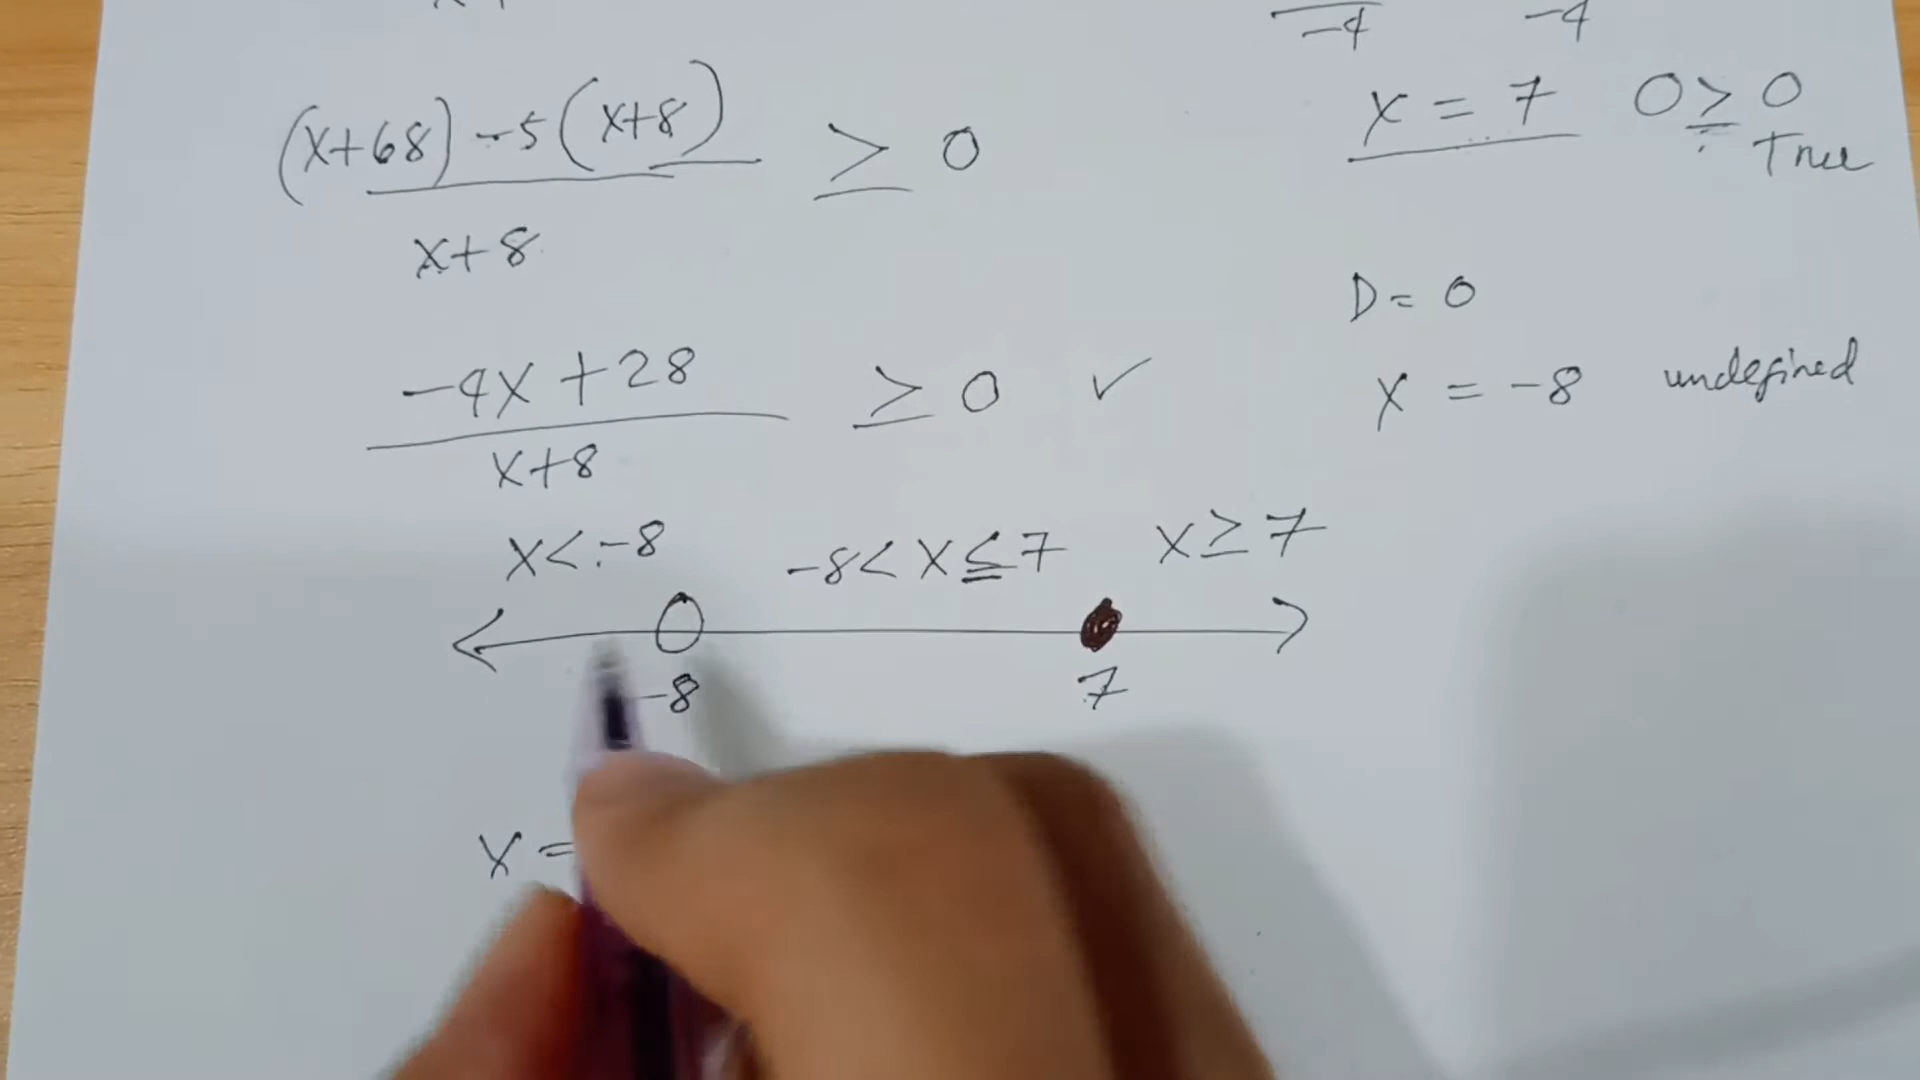 -4 -4
(x+68) -5(x+8) ≥ 0
x+8
x = 7 0 ≥ 0
True
D = 0
-4x + 28 ≥ 0 ✓
x+8
x = -8 undefined
x < -8 -8 < x ≤ 7 x ≥ 7
-8 7
x =